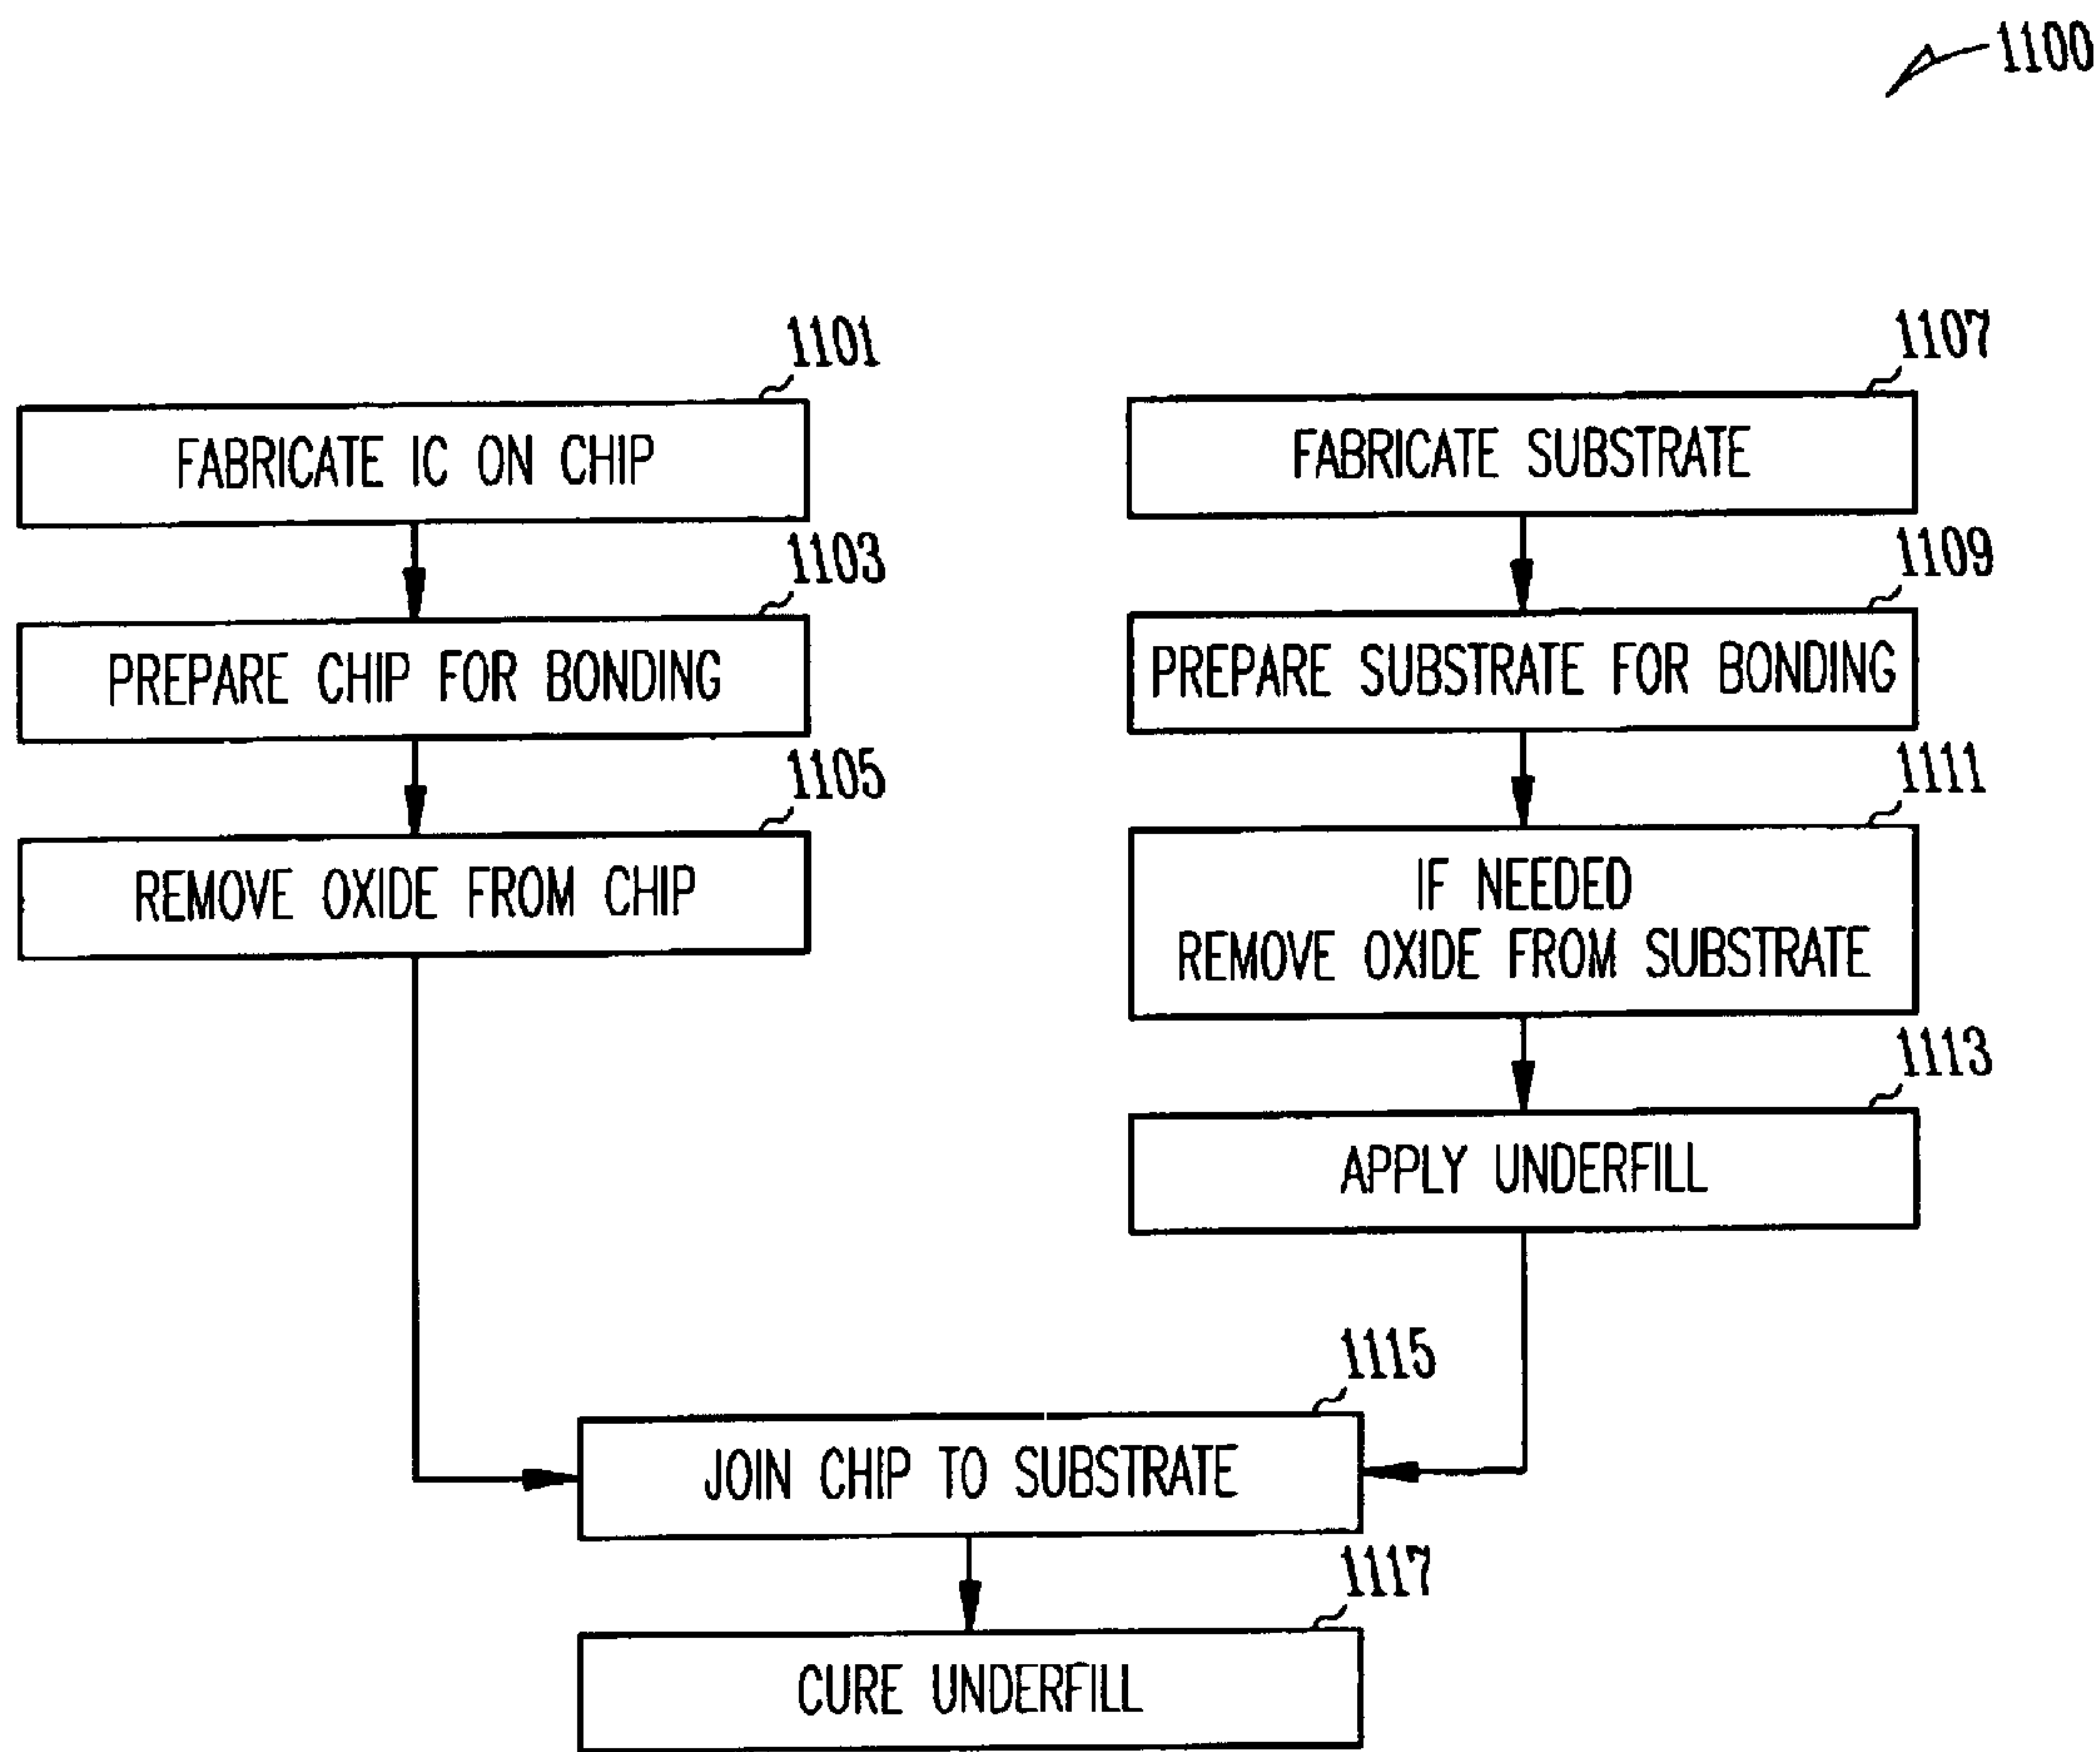 1100
1101
FABRICATE IC ON CHIP
1103
PREPARE CHIP FOR BONDING
1105
REMOVE OXIDE FROM CHIP
1107
FABRICATE SUBSTRATE
1109
PREPARE SUBSTRATE FOR BONDING
1111
IF NEEDED
REMOVE OXIDE FROM SUBSTRATE
1113
APPLY UNDERFILL
1115
JOIN CHIP TO SUBSTRATE
1117
CURE UNDERFILL